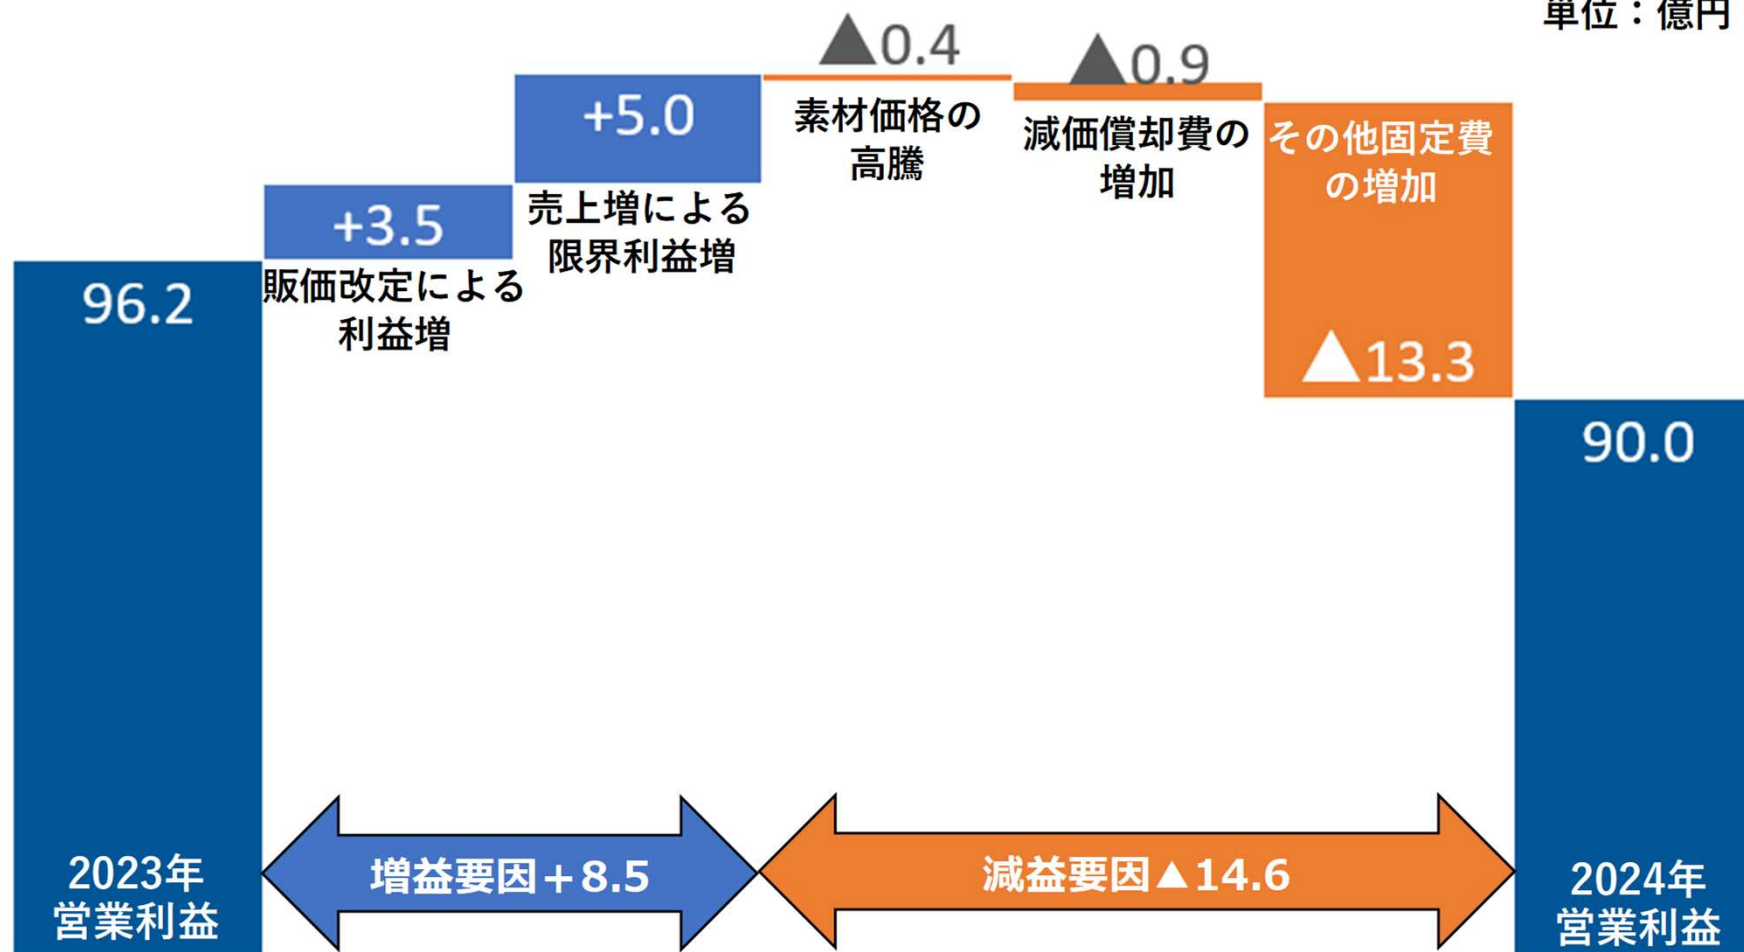 単位：億円
96.2
2023年
営業利益
+3.5
販価改定による
利益増
+5.0
売上増による
限界利益増
▲0.4
素材価格の
高騰
▲0.9
減価償却費の
増加
その他固定費
の増加
▲13.3
90.0
2024年
営業利益
増益要因＋8.5
減益要因▲14.6